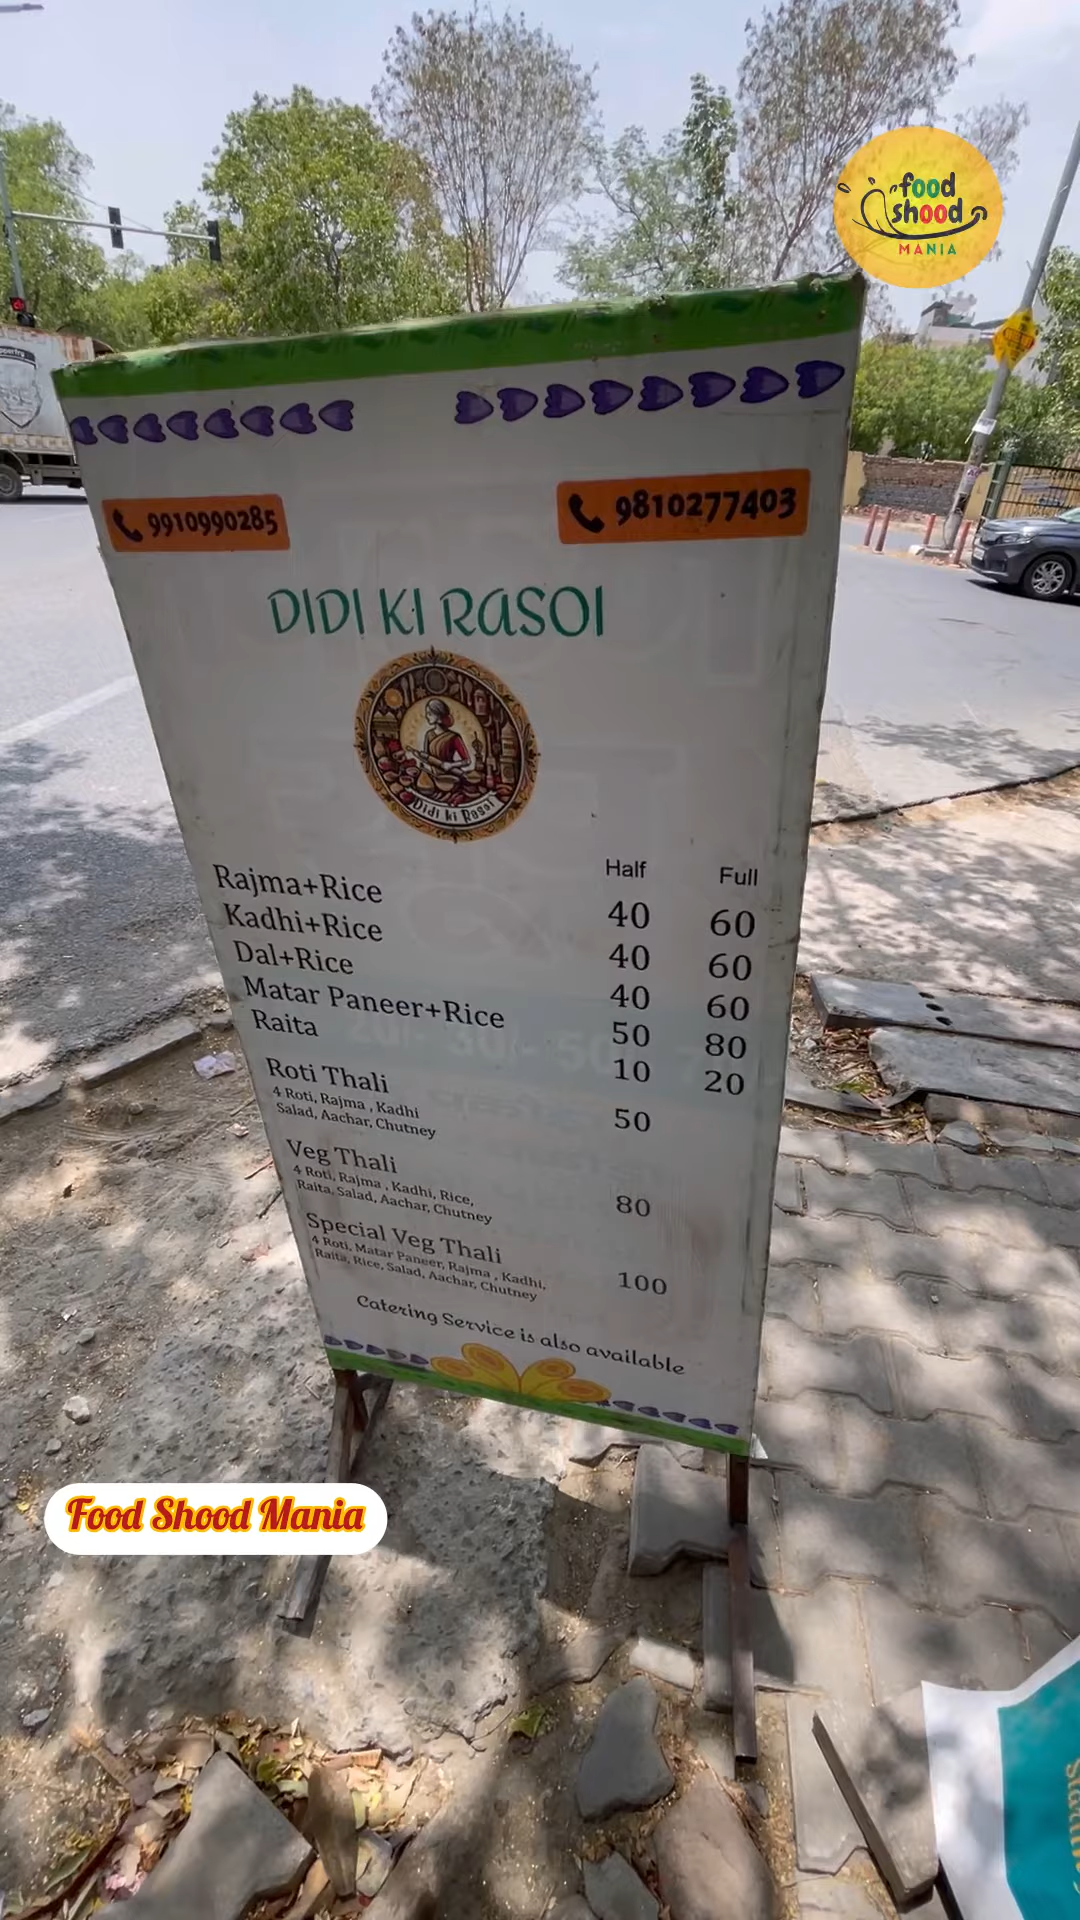 food
shood
MANIA
9910990285
9810277403
DIDI KI RASOI
Didi ki Rasoi
Half Full
Rajma+Rice 40 60
Kadhi+Rice 40 60
Dal+Rice 40 60
Matar Paneer+Rice 50 80
Raita 10 20
Roti Thali 50
4 Roti, Rajma , Kadhi
Salad, Aachar, Chutney
Veg Thali 80
4 Roti, Rajma , Kadhi, Rice,
Raita, Salad, Aachar, Chutney
Special Veg Thali 100
4 Roti, Matar Paneer, Rajma , Kadhi,
Raita, Rice, Salad, Aachar, Chutney
Catering Service is also available
Food Shood Mania